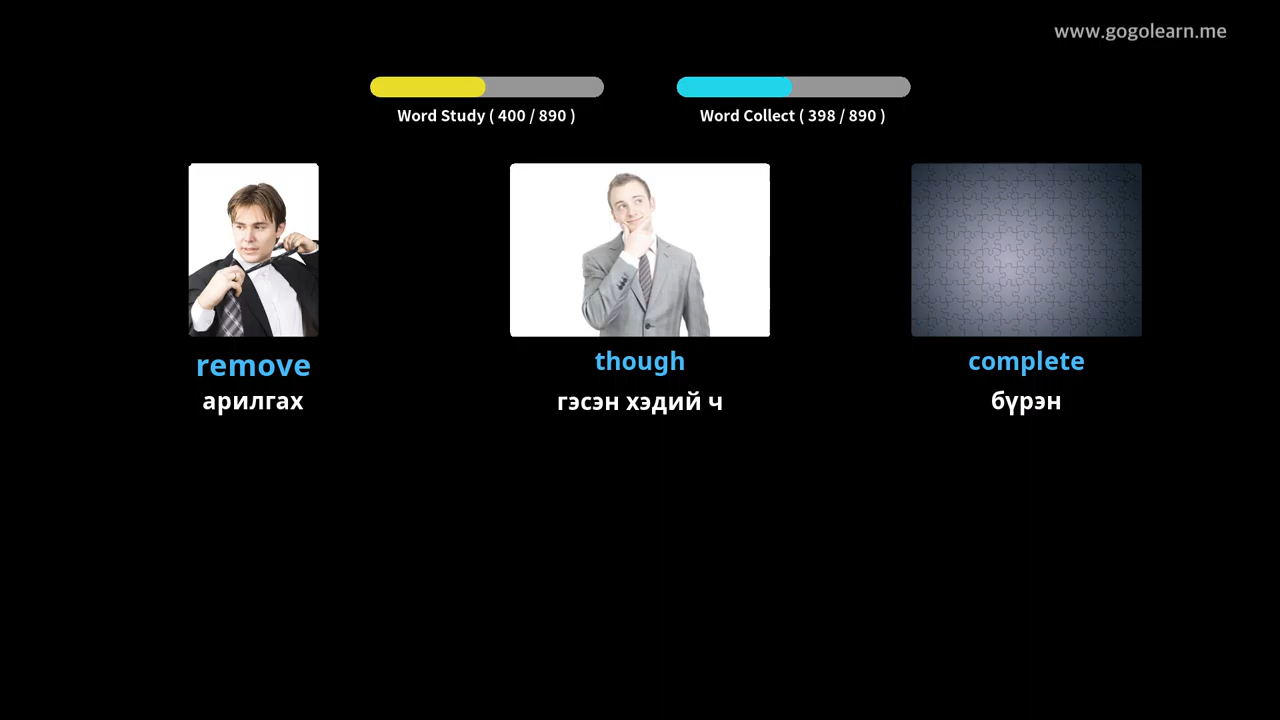 www.gogolearn.me
Word Study ( 400 / 890 )
Word Collect ( 398 / 890 )
remove
арилгах
though
гэсэн хэдий ч
complete
бүрэн